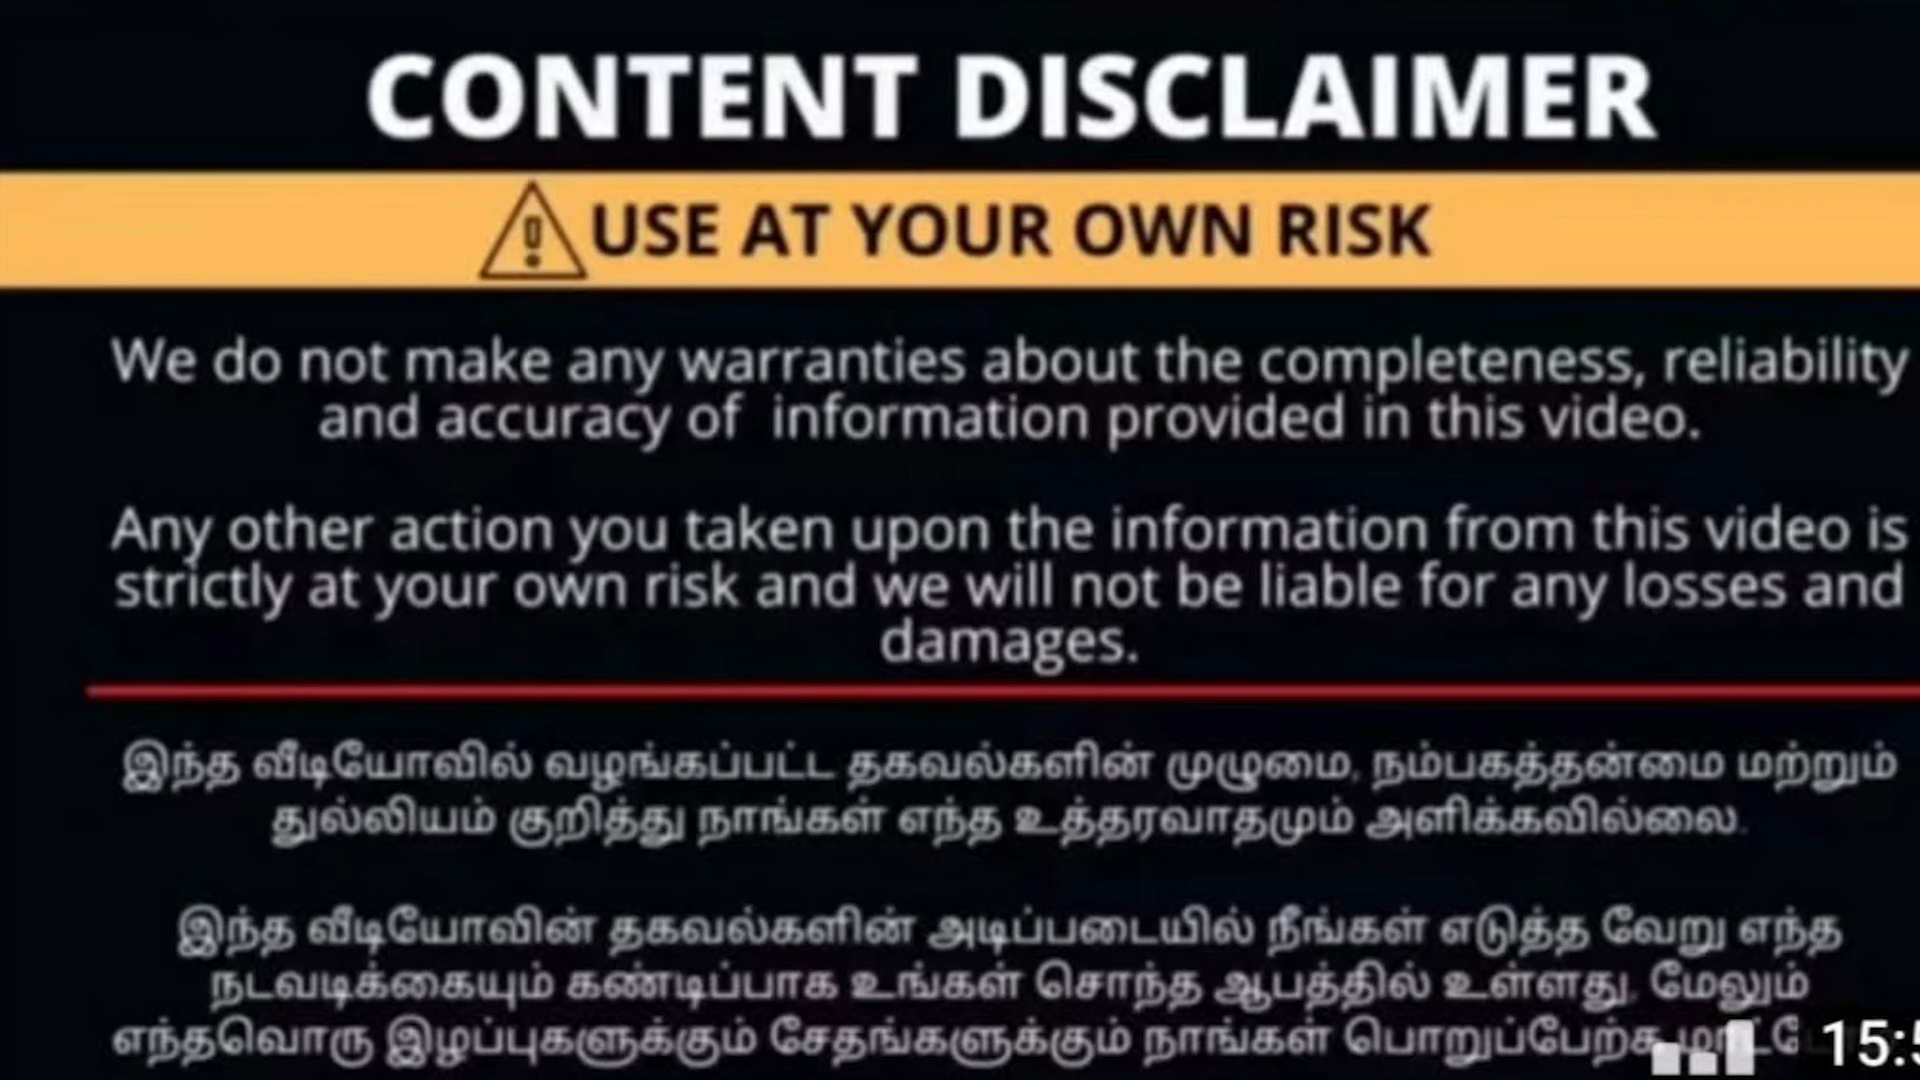 CONTENT DISCLAIMER
USE AT YOUR OWN RISK
We do not make any warranties about the completeness, reliability
and accuracy of information provided in this video.
Any other action you taken upon the information from this video is
strictly at your own risk and we will not be liable for any losses and
damages.
இந்த வீடியோவில் வழங்கப்பட்ட தகவல்களின் முழுமை, நம்பகத்தன்மை மற்றும்
துல்லியம் குறித்து நாங்கள் எந்த உத்தரவாதமும் அளிக்கவில்லை.
இந்த வீடியோவின் தகவல்களின் அடிப்படையில் நீங்கள் எடுத்த வேறு எந்த
நடவடிக்கையும் கண்டிப்பாக உங்கள் சொந்த ஆபத்தில் உள்ளது, மேலும்
எந்தவொரு இழப்புகளுக்கும் சேதங்களுக்கும் நாங்கள் பொறுப்பேற்க